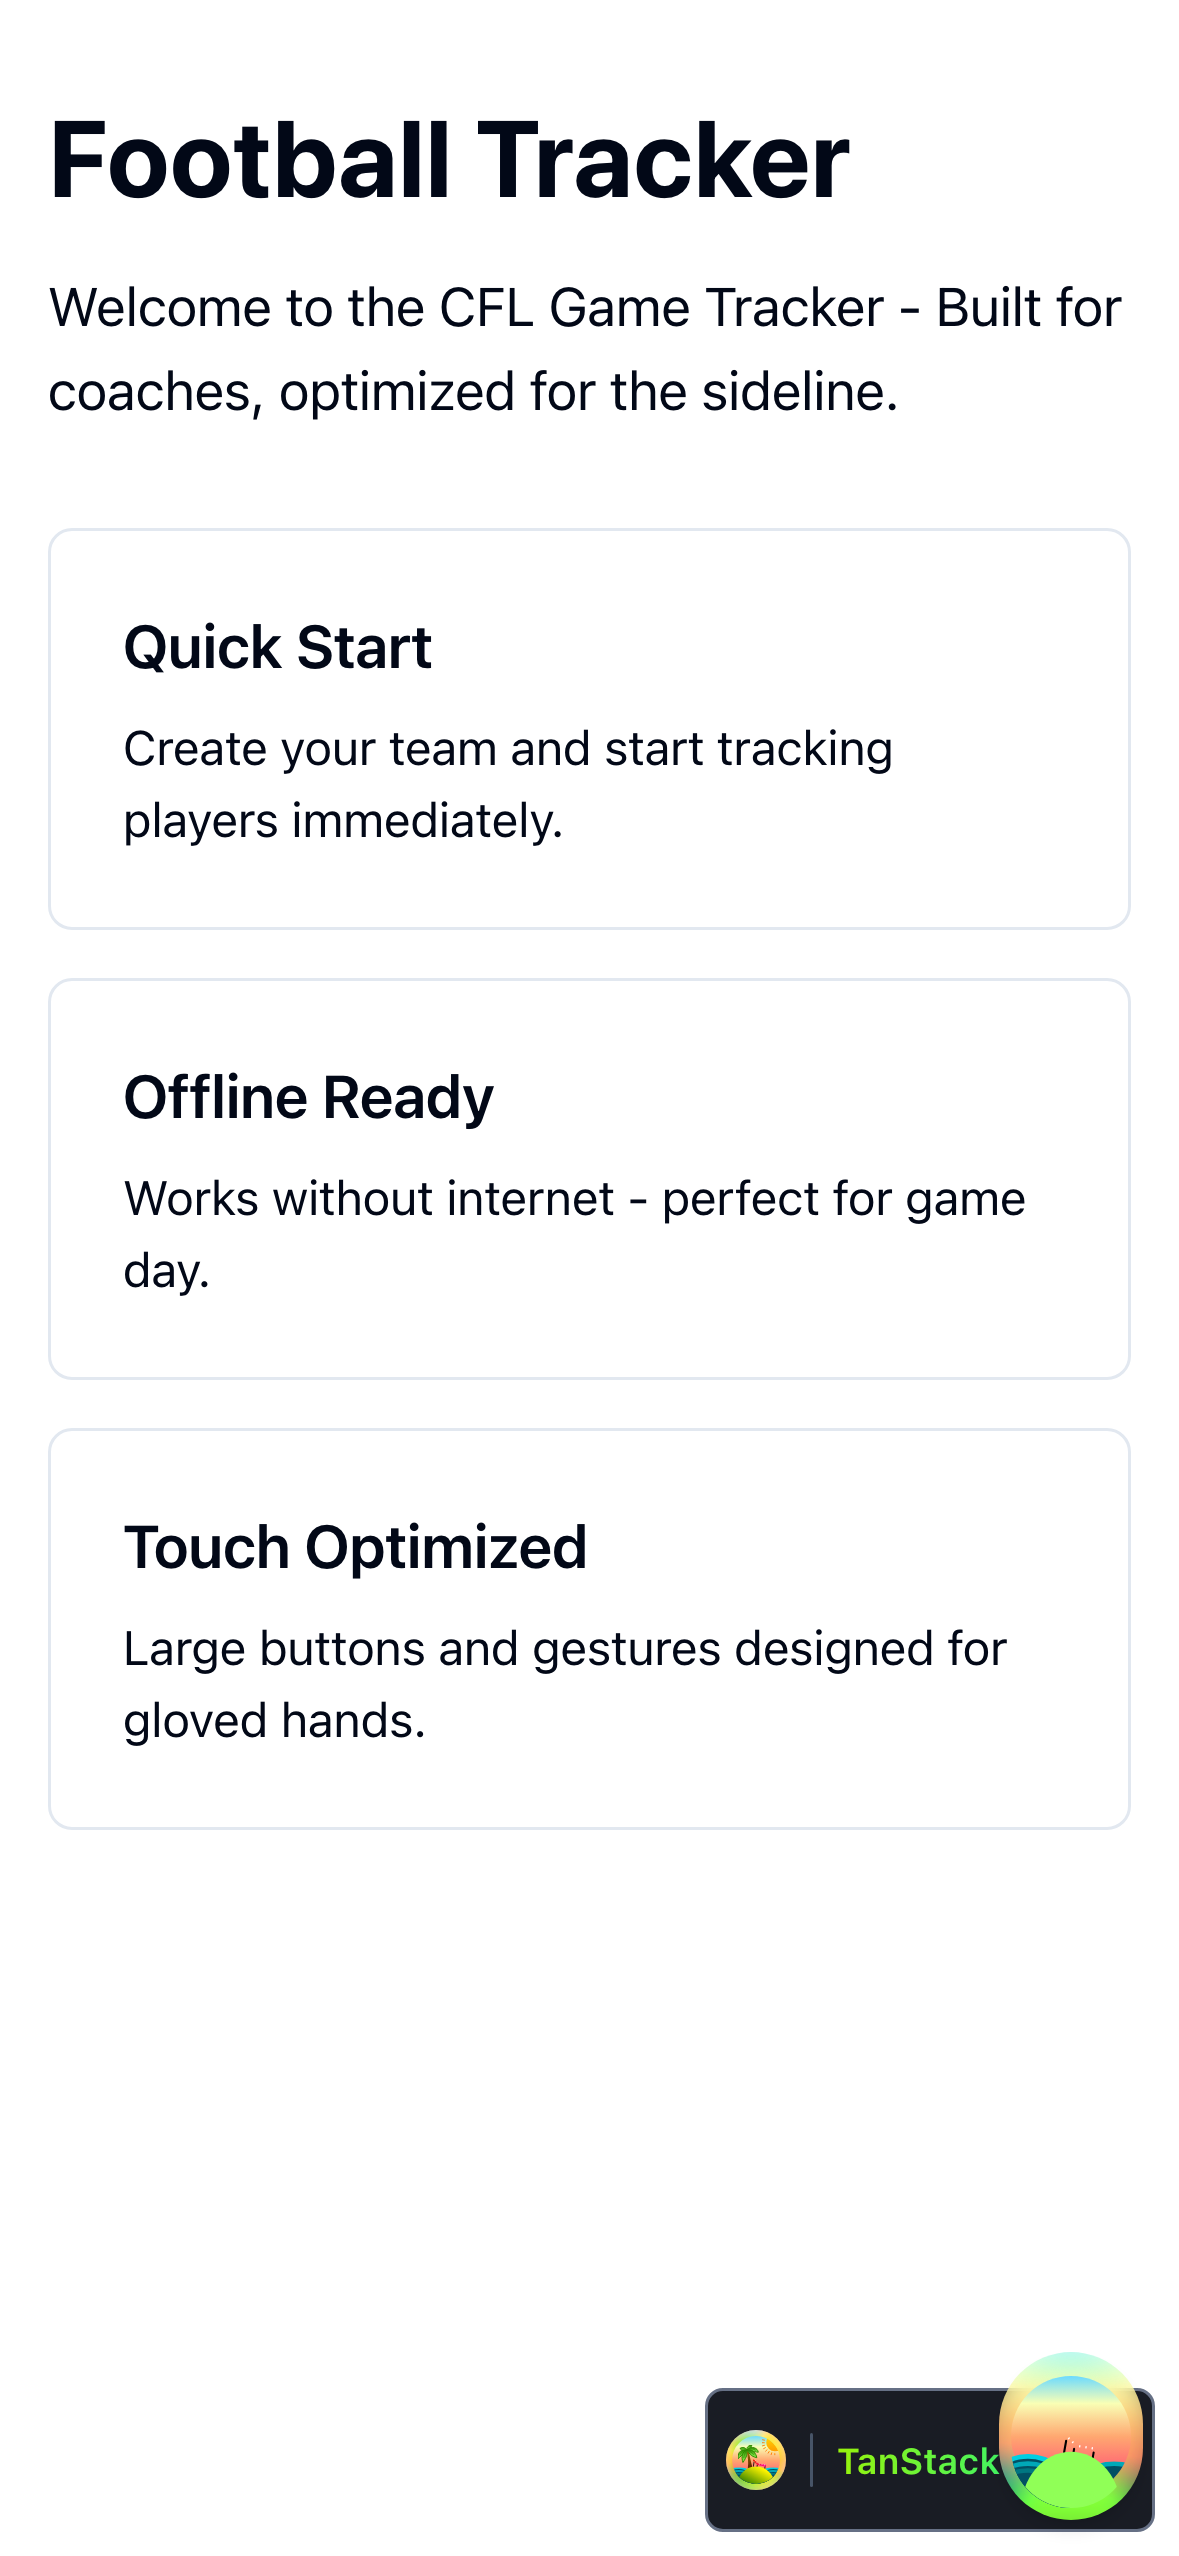 Football Tracker
Welcome to the CFL Game Tracker - Built for
coaches, optimized for the sideline.
Quick Start
Create your team and start tracking
players immediately.
Offline Ready
Works without internet - perfect for game
day.
Touch Optimized
Large buttons and gestures designed for
gloved hands.
TanStack